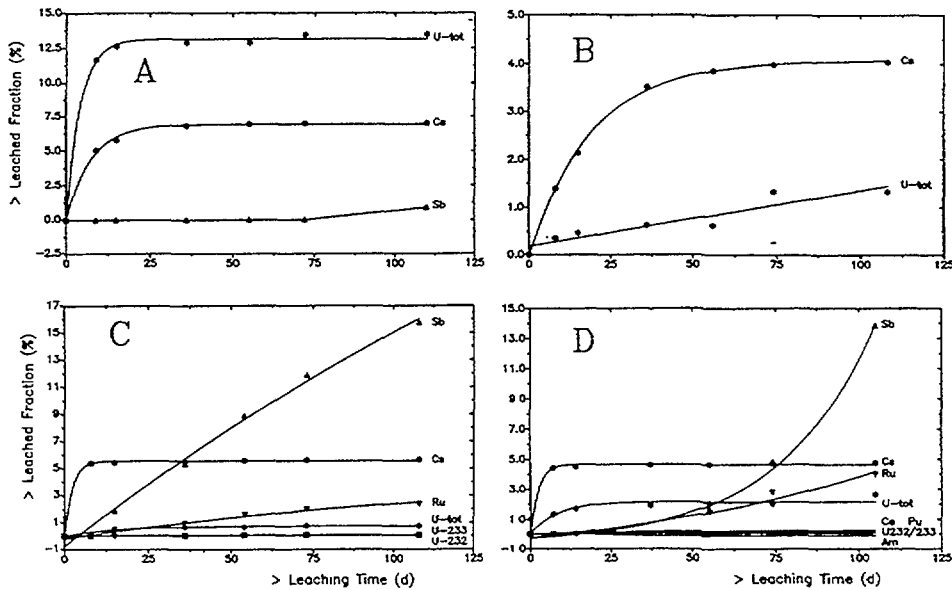 > Leached Fraction (%)
15.0
12.5
10.0
7.5
5.0
2.5
0.0
-2.5
A
U-tot
Cs
Sb
0 25 50 75 100 125
5.0
4.0
3.0
2.0
1.0
0.0
B
Cs
U-tot
0 25 50 75 100 125
> Leached Fraction (%)
17
15
13
11
9
7
5
3
1
-1
C
Sb
Cs
Ru
U-tot
U-233
U-232
0 25 50 75 100 125
> Leaching Time (d)
15.0
13.0
11.0
9.0
7.0
5.0
3.0
1.0
-1.0
D
Sb
Cs
Ru
U-tot
Ce Pu
U232/233
Am
0 25 50 75 100 125
> Leaching Time (d)